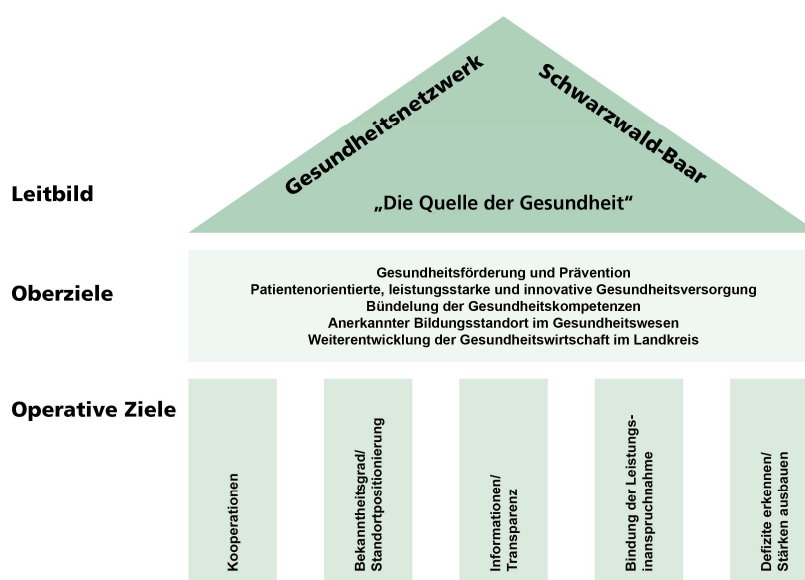 Gesundheitsnetzwerk
Schwarzwald-Baar
Leitbild
„Die Quelle der Gesundheit“
Oberziele
Gesundheitsförderung und Prävention
Patientenorientierte, leistungsstarke und innovative Gesundheitsversorgung
Bündelung der Gesundheitskompetenzen
Anerkannter Bildungsstandort im Gesundheitswesen
Weiterentwicklung der Gesundheitswirtschaft im Landkreis
Operative Ziele
Kooperationen
Bekanntheitsgrad/
Standortpositionierung
Informationen/
Transparenz
Bindung der Leistungs-
inanspruchnahme
Defizite erkennen/
Stärken ausbauen